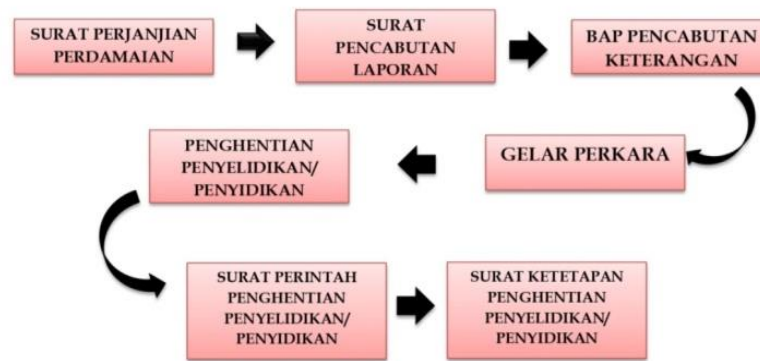 SURAT PERJANJIAN
PERDAMAIAN
SURAT
PENCABUTAN
LAPORAN
BAP PENCABUTAN
KETERANGAN
GELAR PERKARA
PENGHENTIAN
PENYELIDIKAN/
PENYIDIKAN
SURAT PERINTAH
PENGHENTIAN
PENYELIDIKAN/
PENYIDIKAN
SURAT KETETAPAN
PENGHENTIAN
PENYELIDIKAN/
PENYIDIKAN